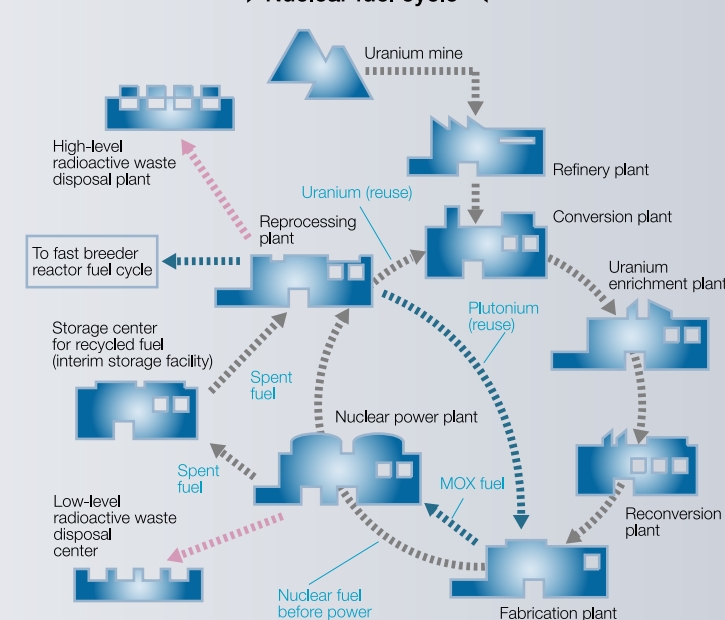 Nuclear fuel cycle
Uranium mine
High-level
radioactive waste
disposal plant
Refinery plant
Uranium (reuse)
Reprocessing
plant
Conversion plant
To fast breeder
reactor fuel cycle
Uranium
enrichment plant
Plutonium
(reuse)
Storage center
for recycled fuel
(interim storage facility)
Spent
fuel
Nuclear power plant
Spent
fuel
MOX fuel
Low-level
radioactive waste
disposal
center
Reconversion
plant
Nuclear fuel
before power
Fabrication plant